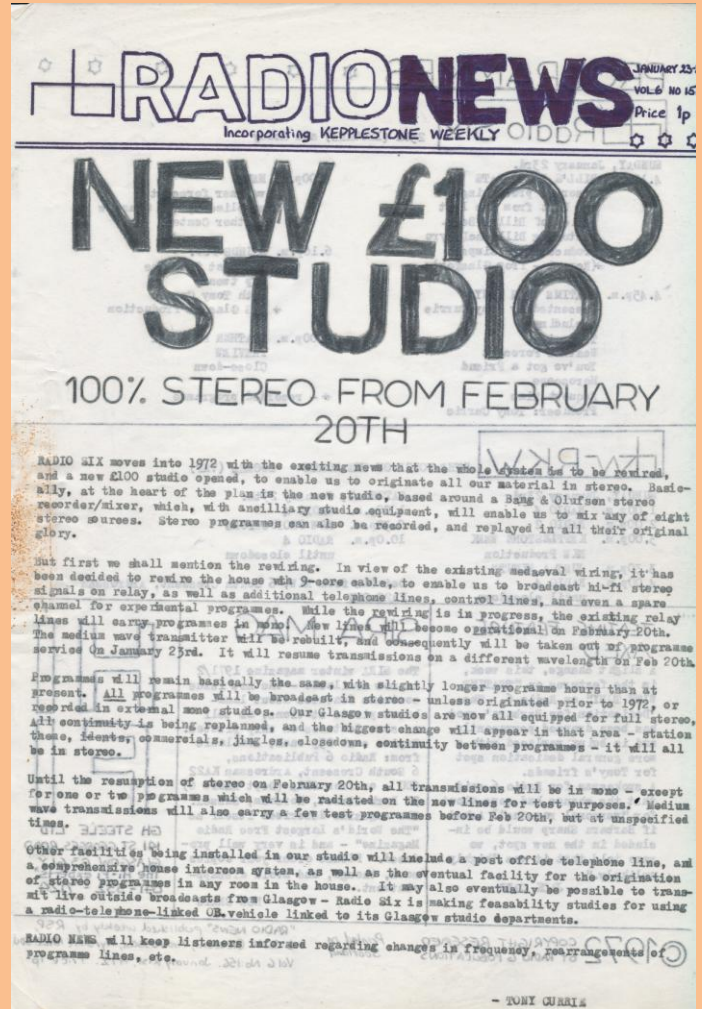 RADIO NEWS
JANUARY 23-
VOL.6 NO 15
Price 1p
Incorporating KEPPLESTONE WEEKLY
NEW £100
STUDIO
100% STEREO FROM FEBRUARY
20TH
RADIO SIX moves into 1972 with the exciting news that the whole system is to be rewired,
and a new £100 studio opened, to enable us to originate all our material in stereo. Basic-
ally, at the heart of the plan is the new studio, based around a Bang & Olufsen stereo
recorder/mixer, which, with ancilliary studio equipment, will enable us to mix any of eight
stereo sources. Stereo programmes can also be recorded, and replayed in all their original
glory.
But first we shall mention the rewiring. In view of the existing medaeval wiring, it has
been decided to rewire the house with 9-core cable, to enable us to broadcast hi-fi stereo
signals on relay, as well as additional telephone lines, control lines, and even a spare
channel for experimental programmes. While the rewiring is in progress, the existing relay
lines will carry programmes in mono. New lines will become operational on February 20th.
The medium wave transmitter will be rebuilt, and consequently will be taken out of programme
service On January 23rd. It will resume transmissions on a different wavelength on Feb 20th.
Programmes will remain basically the same, with slightly longer programme hours than at
present. All programmes will be broadcast in stereo - unless originated prior to 1972, or
recorded in external mono studios. Our Glasgow studios are now all equipped for full stereo,
All continuity is being replanned, and the biggest change will appear in that area - station
theme, idents, commercials, jingles, closedown, continuity between programmes - it will all
be in stereo.
Until the resumption of stereo on February 20th, all transmissions will be in mono - except
for one or two programmes which will be radiated on the new lines for test purposes. Medium
wave transmissions will also carry a few test programmes before Feb 20th, but at unspecified
times.
Other facilities being installed in our studio will include a post office telephone line, and
a comprehensive house intercom system, as well as the eventual facility for the origination
of stereo programmes in any room in the house. It may also eventually be possible to trans-
mit live outside broadcasts from Glasgow - Radio Six is making feasability studies for using
a radio-telephone-linked OB vehicle linked to its Glasgow studio departments.
RADIO NEWS will keep listeners informed regarding changes in frequency, rearrangements of
programme lines, etc.
- TONY CURRIE